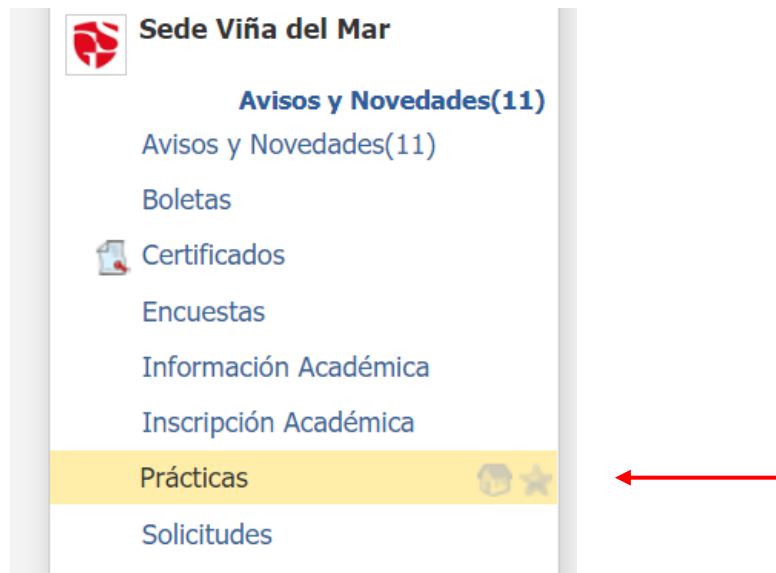 Sede Viña del Mar
Avisos y Novedades(11)
Avisos y Novedades(11)
Boletas
Certificados
Encuestas
Información Académica
Inscripción Académica
Prácticas
Solicitudes